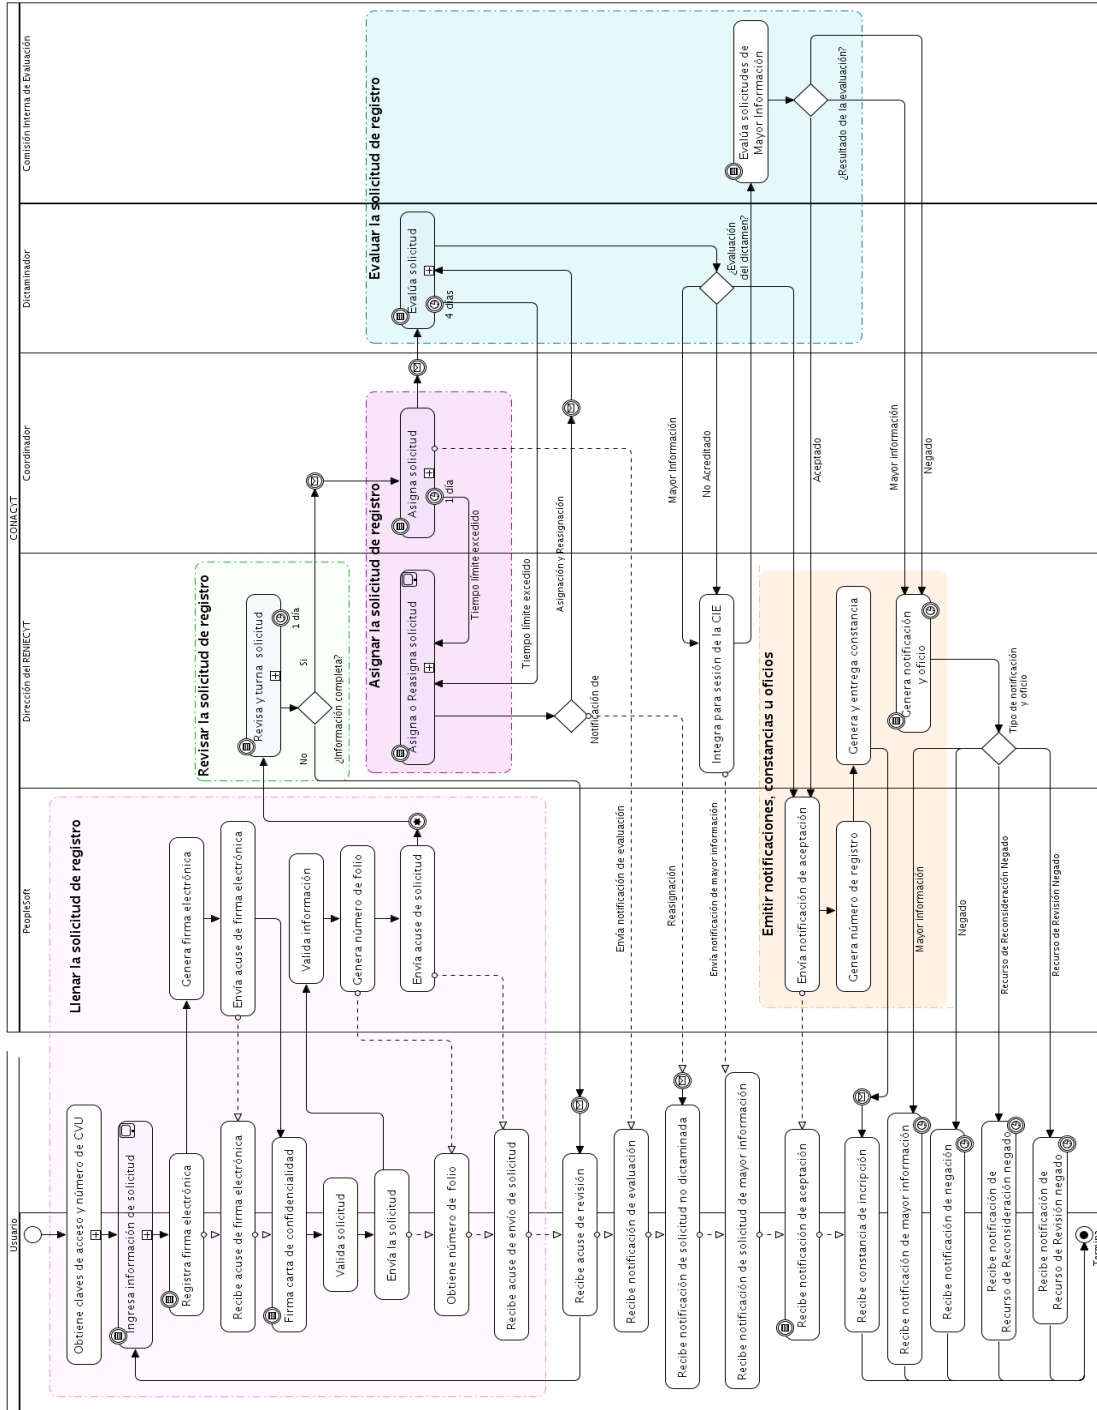 CONACYT
Comisión Interna de Evaluación
Dictaminador
Coordinador
Dirección del RENIECYT
PeopleSoft
Usuario
Llenar la solicitud de registro
Obtiene claves de acceso y número de CVU
Ingresa información de solicitud
Registra firma electrónica
Genera firma electrónica
Envía acuse de firma electrónica
Recibe acuse de firma electrónica
Firma carta de confidencialidad
Valida solicitud
Envía la solicitud
Valida información
Genera número de folio
Envía acuse de solicitud
Obtiene número de folio
Recibe acuse de envío de solicitud
Revisar la solicitud de registro
Revisa y turna solicitud
1 día
¿Información completa?
Si
No
Recibe acuse de revisión
Asignar la solicitud de registro
Asigna solicitud
1 día
Asigna o Reasigna solicitud
Tiempo límite excedido
Tiempo límite excedido
Asignación y Reasignación
Notificación de
Envía notificación de evaluación
Recibe notificación de evaluación
Reasignación
Recibe notificación de solicitud no dictaminada
Evaluar la solicitud de registro
Evalúa solicitud
4 días
¿Evaluación
del dictamen?
Mayor Información
No Acreditado
Aceptado
Integra para sesión de la CIE
Envía notificación de mayor información
Recibe notificación de solicitud de mayor información
Evalúa solicitudes de
Mayor Información
¿Resultado de la evaluación?
Mayor información
Negado
Emitir notificaciones, constancias u oficios
Envía notificación de aceptación
Genera número de registro
Genera y entrega constancia
Genera notificación
y oficio
Tipo de notificación
y oficio
Mayor información
Negado
Recurso de Reconsideración Negado
Recurso de Revisión Negado
Recibe notificación de aceptación
Recibe constancia de incripción
Recibe notificación de mayor información
Recibe notificación de negación
Recibe notificación de
Recurso de Reconsideración negado
Recibe notificación de
Recurso de Revisión negado